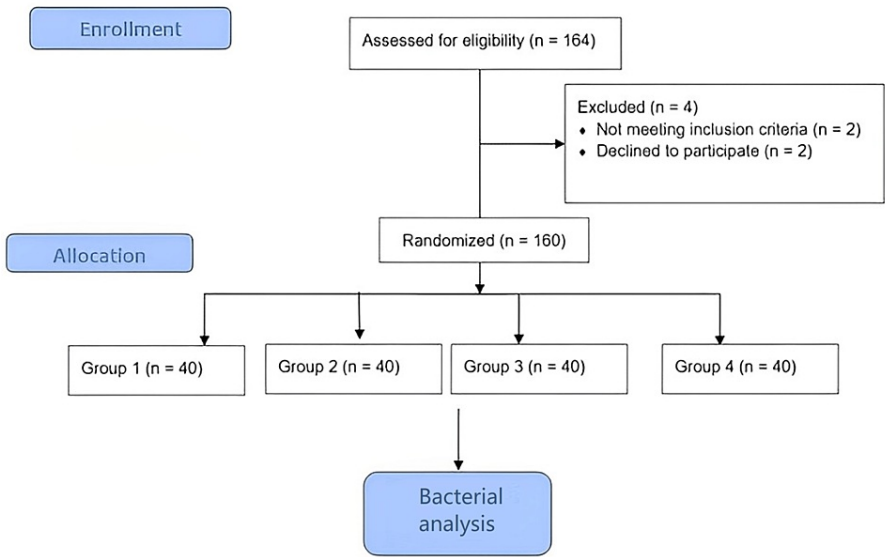 Enrollment
Assessed for eligibility (n = 164)
Excluded (n = 4)
♦ Not meeting inclusion criteria (n = 2)
♦ Declined to participate (n = 2)
Randomized (n = 160)
Allocation
Group 1 (n = 40)
Group 2 (n = 40)
Group 3 (n = 40)
Group 4 (n = 40)
Bacterial
analysis